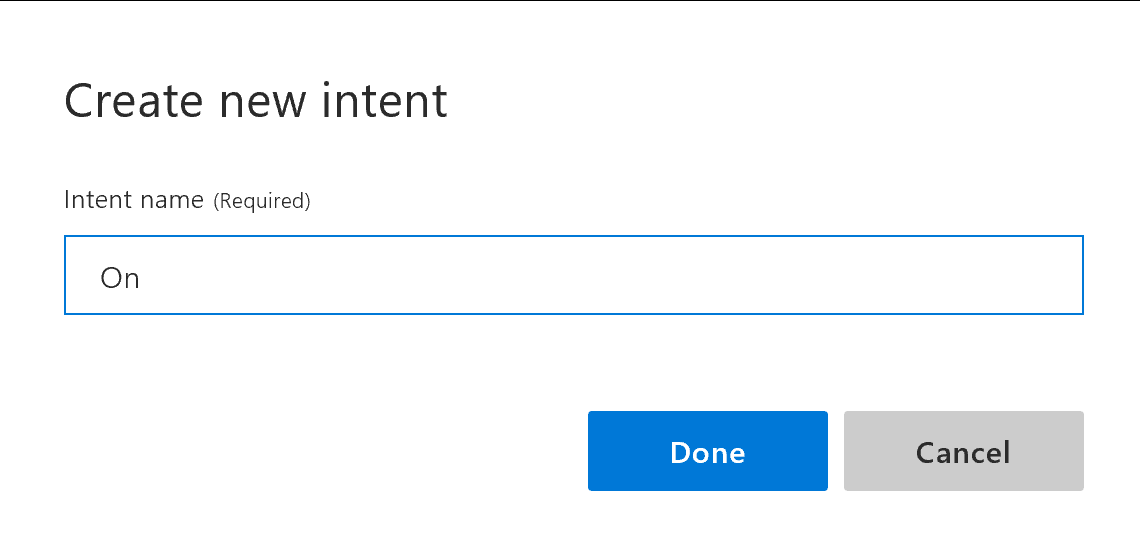 Create new intent
Intent name (Required)
On
Done Cancel